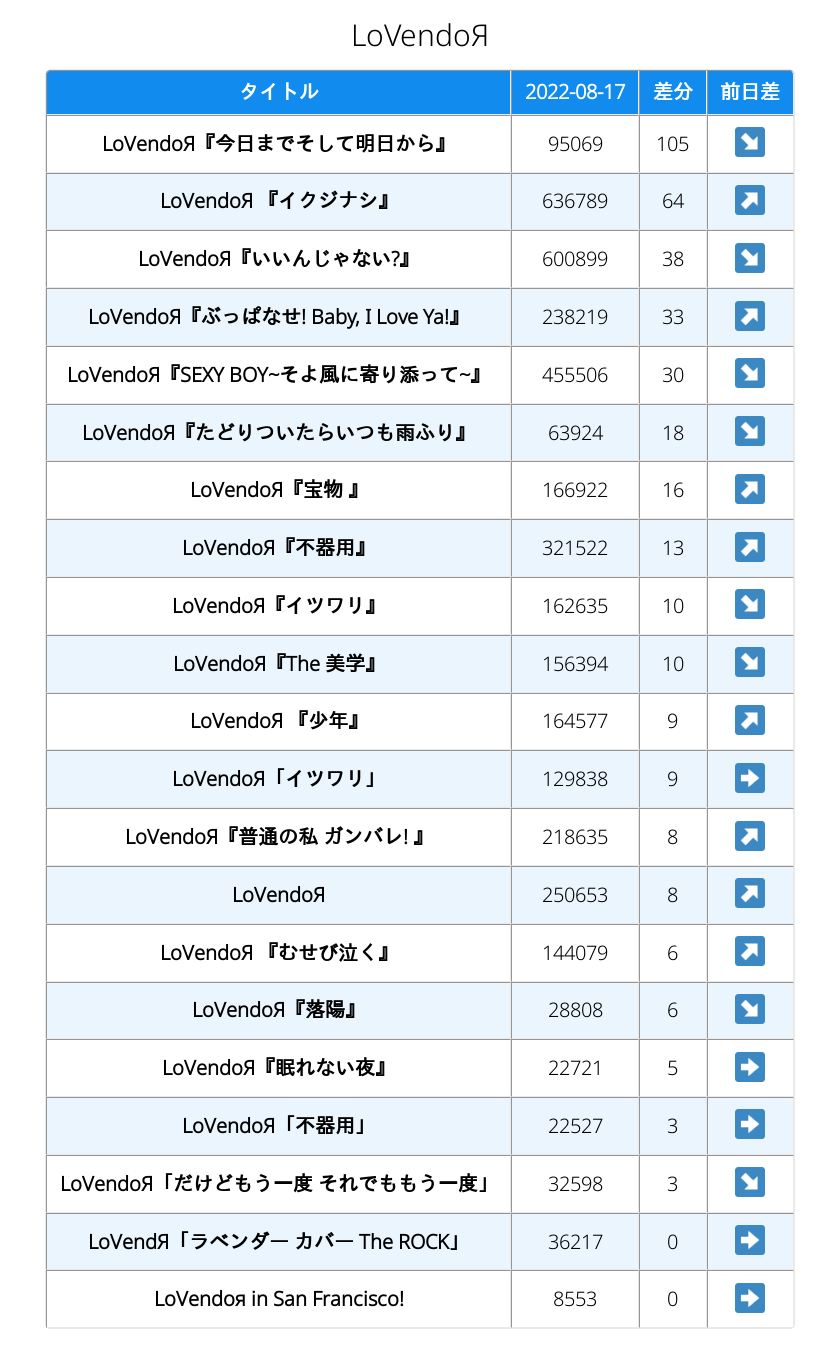 LoVendoЯ
タイトル 2022-08-17 差分 前日差
LoVendoЯ『今日までそして明日から』 95069 105 ↘
LoVendoЯ 『イクジナシ』 636789 64 ↗
LoVendoЯ『いいんじゃない?』 600899 38 ↘
LoVendoЯ『ぶっぱなせ! Baby, I Love Ya!』 238219 33 ↗
LoVendoЯ『SEXY BOY~そよ風に寄り添って~』 455506 30 ↘
LoVendoЯ『たどりついたらいつも雨ふり』 63924 18 ↘
LoVendoЯ『宝物 』 166922 16 ↗
LoVendoЯ『不器用』 321522 13 ↗
LoVendoЯ『イツワリ』 162635 10 ↘
LoVendoЯ『The 美学』 156394 10 ↘
LoVendoЯ 『少年』 164577 9 ↗
LoVendoЯ「イツワリ」 129838 9 ➡
LoVendoЯ『普通の私 ガンバレ! 』 218635 8 ↗
LoVendoЯ 250653 8 ↗
LoVendoЯ 『むせび泣く』 144079 6 ↗
LoVendoЯ『落陽』 28808 6 ↘
LoVendoЯ『眠れない夜』 22721 5 ➡
LoVendoЯ「不器用」 22527 3 ➡
LoVendoЯ「だけどもう一度 それでももう一度」 32598 3 ↘
LoVendЯ「ラベンダー カバー The ROCK」 36217 0 ➡
LoVendoя in San Francisco! 8553 0 ➡